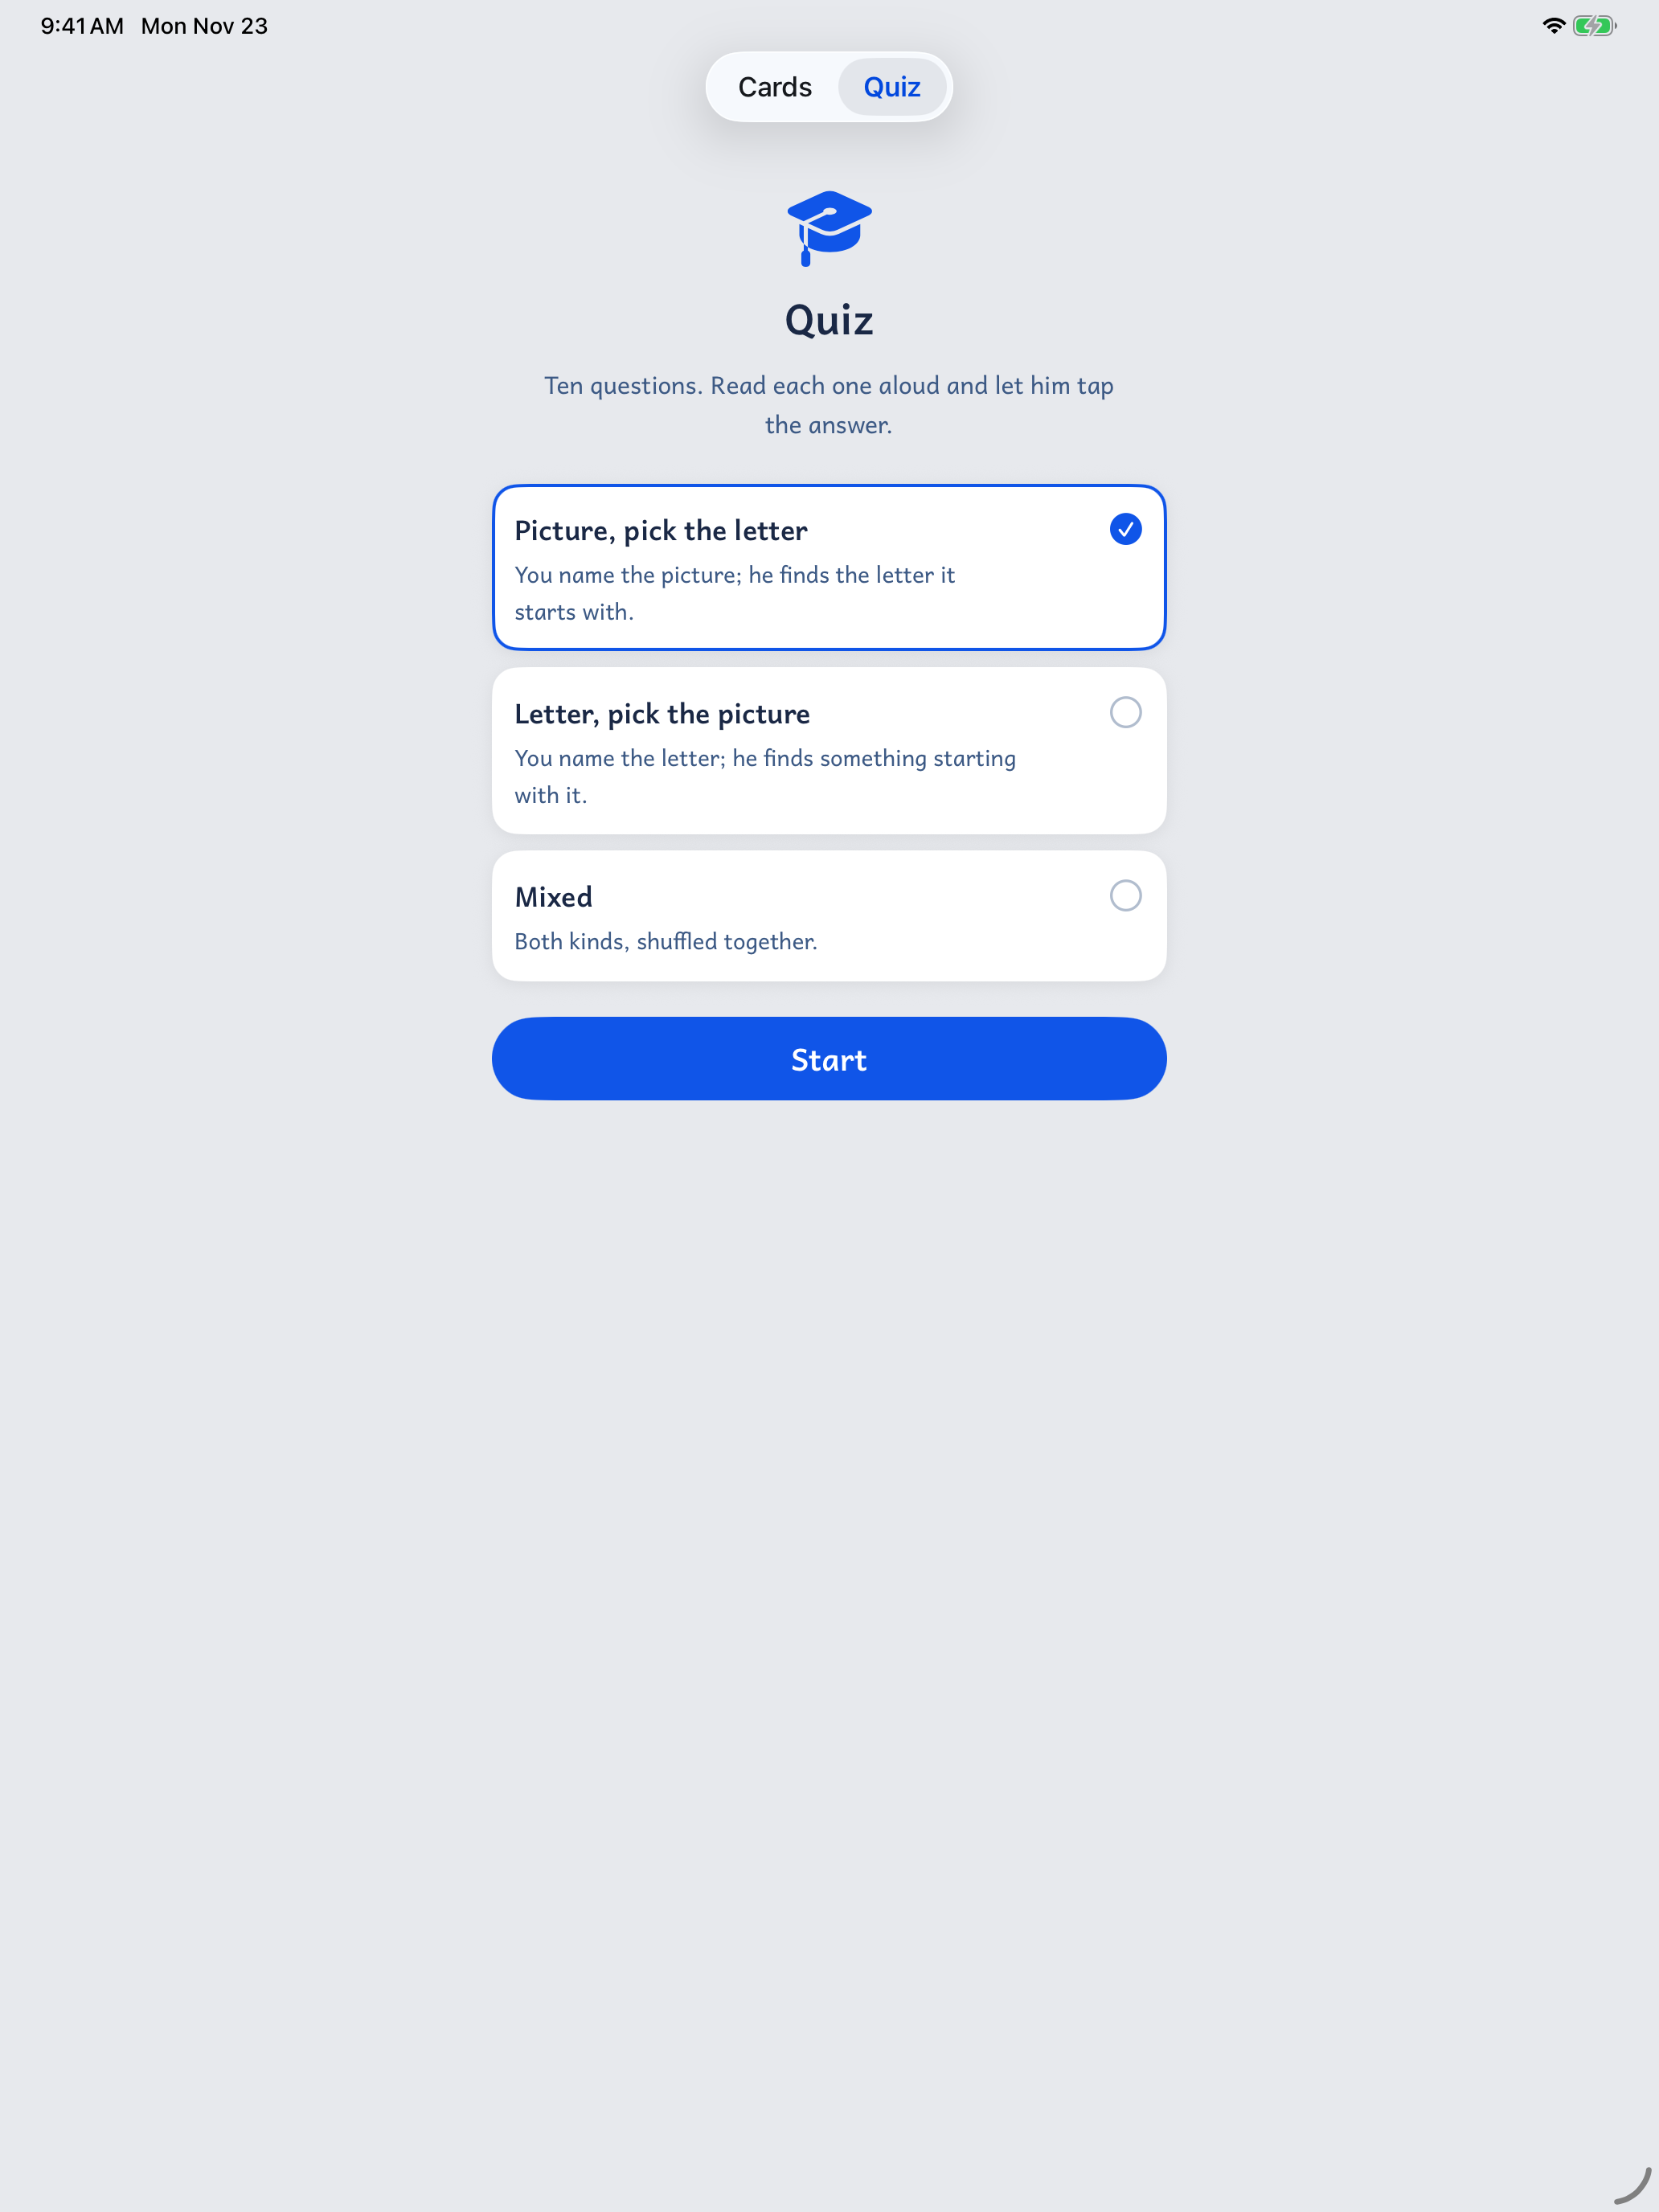 9:41 AM Mon Nov 23
Cards Quiz
Quiz
Ten questions. Read each one aloud and let him tap
the answer.
Picture, pick the letter
You name the picture; he finds the letter it
starts with.
Letter, pick the picture
You name the letter; he finds something starting
with it.
Mixed
Both kinds, shuffled together.
Start